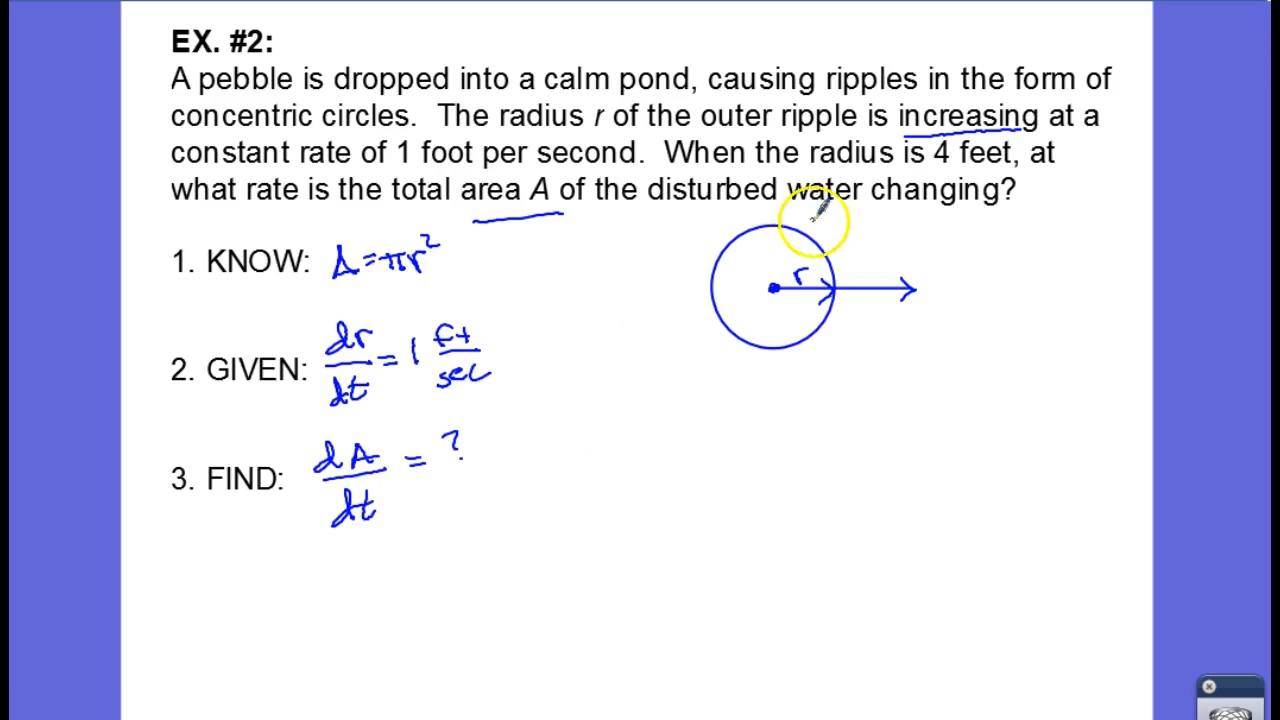 EX. #2:
A pebble is dropped into a calm pond, causing ripples in the form of
concentric circles. The radius r of the outer ripple is increasing at a
constant rate of 1 foot per second. When the radius is 4 feet, at
what rate is the total area A of the disturbed water changing?
1. KNOW: A=πr²
r
2. GIVEN: dr/dt = 1 ft/sec
3. FIND: dA/dt = ?